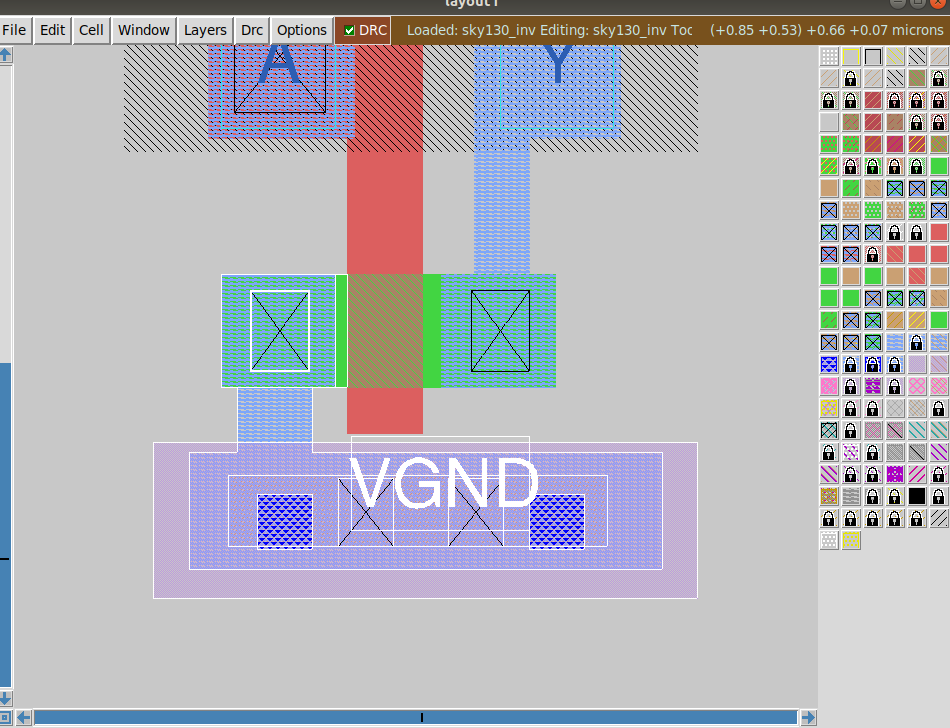 layout1
File Edit Cell Window Layers Drc Options DRC Loaded: sky130_inv Editing: sky130_inv Toc (+0.85 +0.53) +0.66 +0.07 microns
A Y
VGND